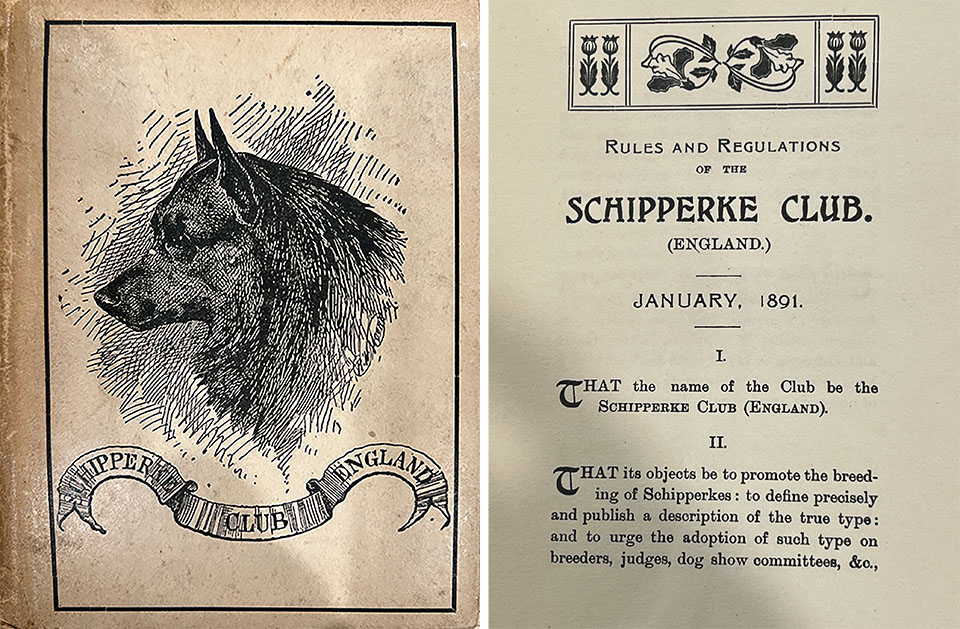 CLUB
ENGLAND
RULES AND REGULATIONS
OF THE
SCHIPPERKE CLUB.
(ENGLAND.)
JANUARY, 1891.
I.
THAT the name of the Club be the
SCHIPPERKE CLUB (ENGLAND).
II.
THAT its objects be to promote the breed-
ing of Schipperkes: to define precisely
and publish a description of the true type:
and to urge the adoption of such type on
breeders, judges, dog show committees, &c.,